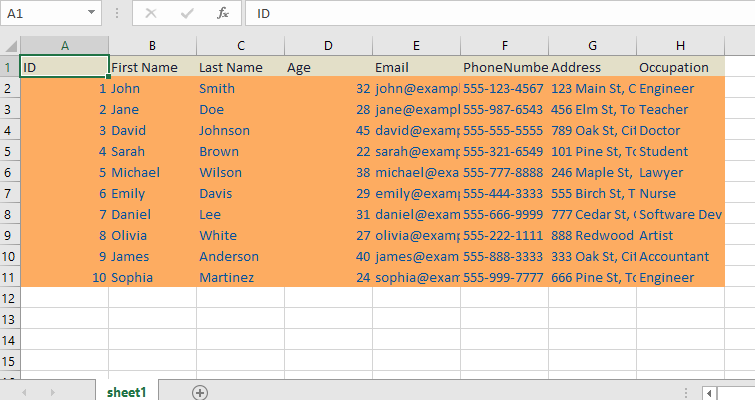 A1 fx ID
A B C D E F G H
1 ID First Name Last Name Age Email PhoneNumbe Address Occupation
2 1 John Smith 32 john@exampl 555-123-4567 123 Main St, C Engineer
3 2 Jane Doe 28 jane@exampl 555-987-6543 456 Elm St, To Teacher
4 3 David Johnson 45 david@exam 555-555-5555 789 Oak St, Cit Doctor
5 4 Sarah Brown 22 sarah@exam 555-321-6549 101 Pine St, To Student
6 5 Michael Wilson 38 michael@exa 555-777-8888 246 Maple St, Lawyer
7 6 Emily Davis 29 emily@exam 555-444-3333 555 Birch St, T Nurse
8 7 Daniel Lee 31 daniel@exam 555-666-9999 777 Cedar St, Software Dev
9 8 Olivia White 27 olivia@exam 555-222-1111 888 Redwood Artist
10 9 James Anderson 40 james@exam 555-888-3333 333 Oak St, Cit Accountant
11 10 Sophia Martinez 24 sophia@exam 555-999-7777 666 Pine St, To Engineer
12
13
14
15
sheet1